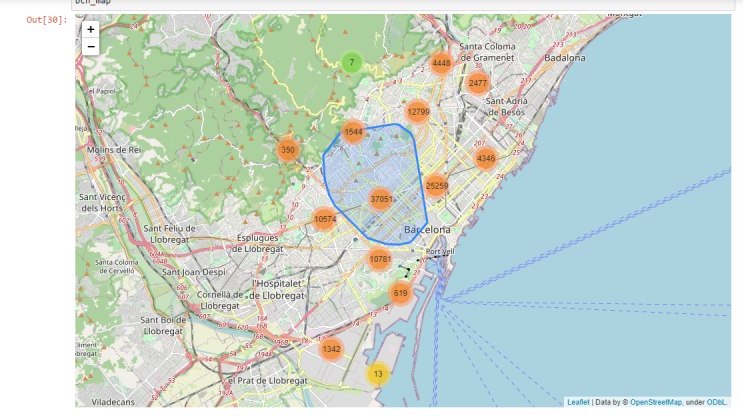 bcn_map
Out[30]:
+
−
Montgat
7
4448
Santa Coloma
de Gramenet
Badalona
el Papiol
2477
12799
Sant Adrià
de Besòs
1544
350
Molins de Rei
4346
25259
37051
Sant Vicenç
dels Horts
10574
Barcelona
Sant Feliu de
Llobregat
Esplugues
de Llobregat
Port Vell
10781
Santa Coloma
de Cervelló
Sant Joan Despí
l'Hospitalet
de Llobregat
619
Cornellà de
Llobregat
Sant Boi de
Llobregat
1342
13
el Prat de Llobregat
Viladecans
Leaflet | Data by © OpenStreetMap, under ODbL.